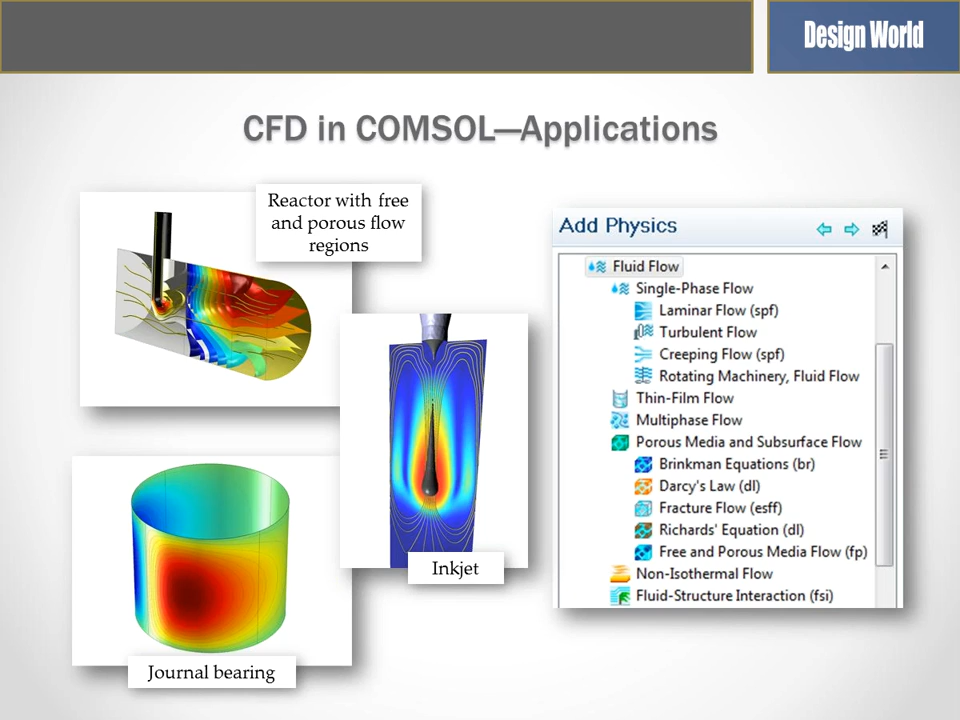 Design World
CFD in COMSOL—Applications
Reactor with free
and porous flow
regions
Inkjet
Journal bearing
Add Physics
Fluid Flow
Single-Phase Flow
Laminar Flow (spf)
Turbulent Flow
Creeping Flow (spf)
Rotating Machinery, Fluid Flow
Thin-Film Flow
Multiphase Flow
Porous Media and Subsurface Flow
Brinkman Equations (br)
Darcy's Law (dl)
Fracture Flow (esff)
Richards' Equation (dl)
Free and Porous Media Flow (fp)
Non-Isothermal Flow
Fluid-Structure Interaction (fsi)